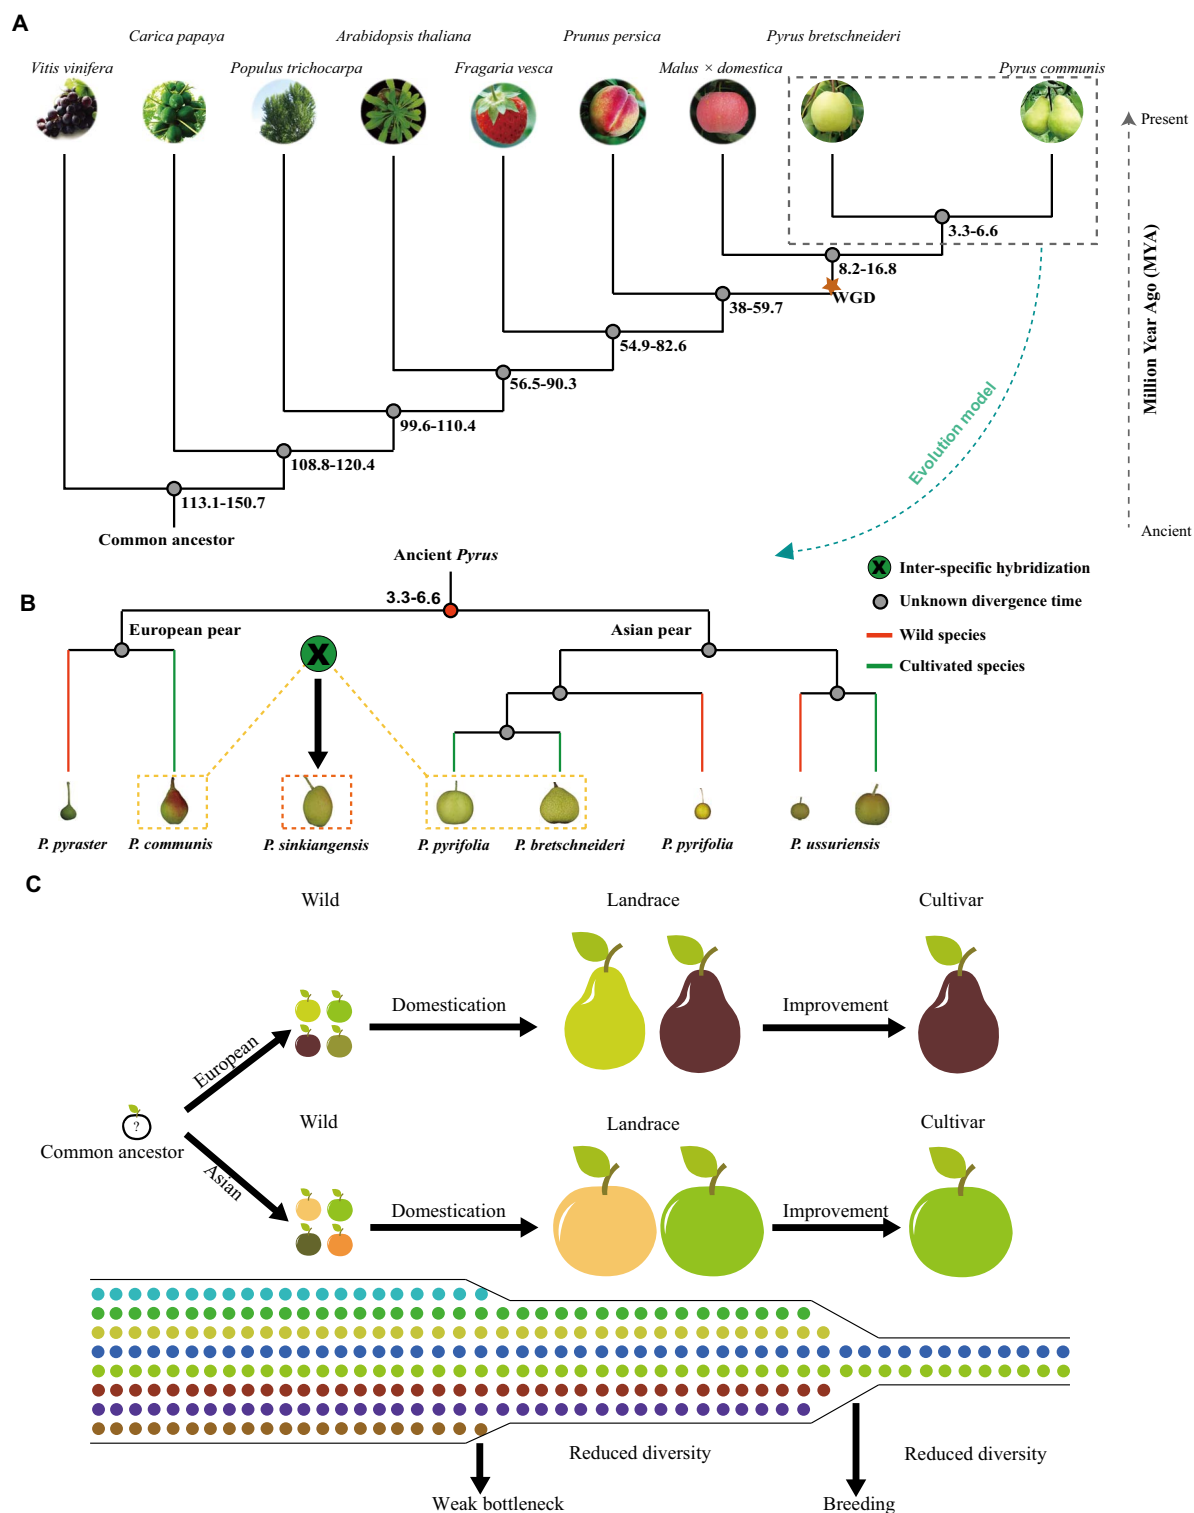 A
Carica papaya
Arabidopsis thaliana
Prunus persica
Pyrus bretschneideri
Vitis vinifera
Populus trichocarpa
Fragaria vesca
Malus × domestica
Pyrus communis
Present
3.3-6.6
8.2-16.8
WGD
38-59.7
54.9-82.6
56.5-90.3
99.6-110.4
108.8-120.4
113.1-150.7
Common ancestor
Million Year Ago (MYA)
Ancient
Evolution model
B
Ancient Pyrus
3.3-6.6
European pear
Asian pear
X
X
Inter-specific hybridization
Unknown divergence time
Wild species
Cultivated species
P. pyraster
P. communis
P. sinkiangensis
P. pyrifolia
P. bretschneideri
P. pyrifolia
P. ussuriensis
C
Wild
Landrace
Cultivar
Domestication
Improvement
European
?
Common ancestor
Asian
Wild
Landrace
Cultivar
Domestication
Improvement
Reduced diversity
Reduced diversity
Weak bottleneck
Breeding